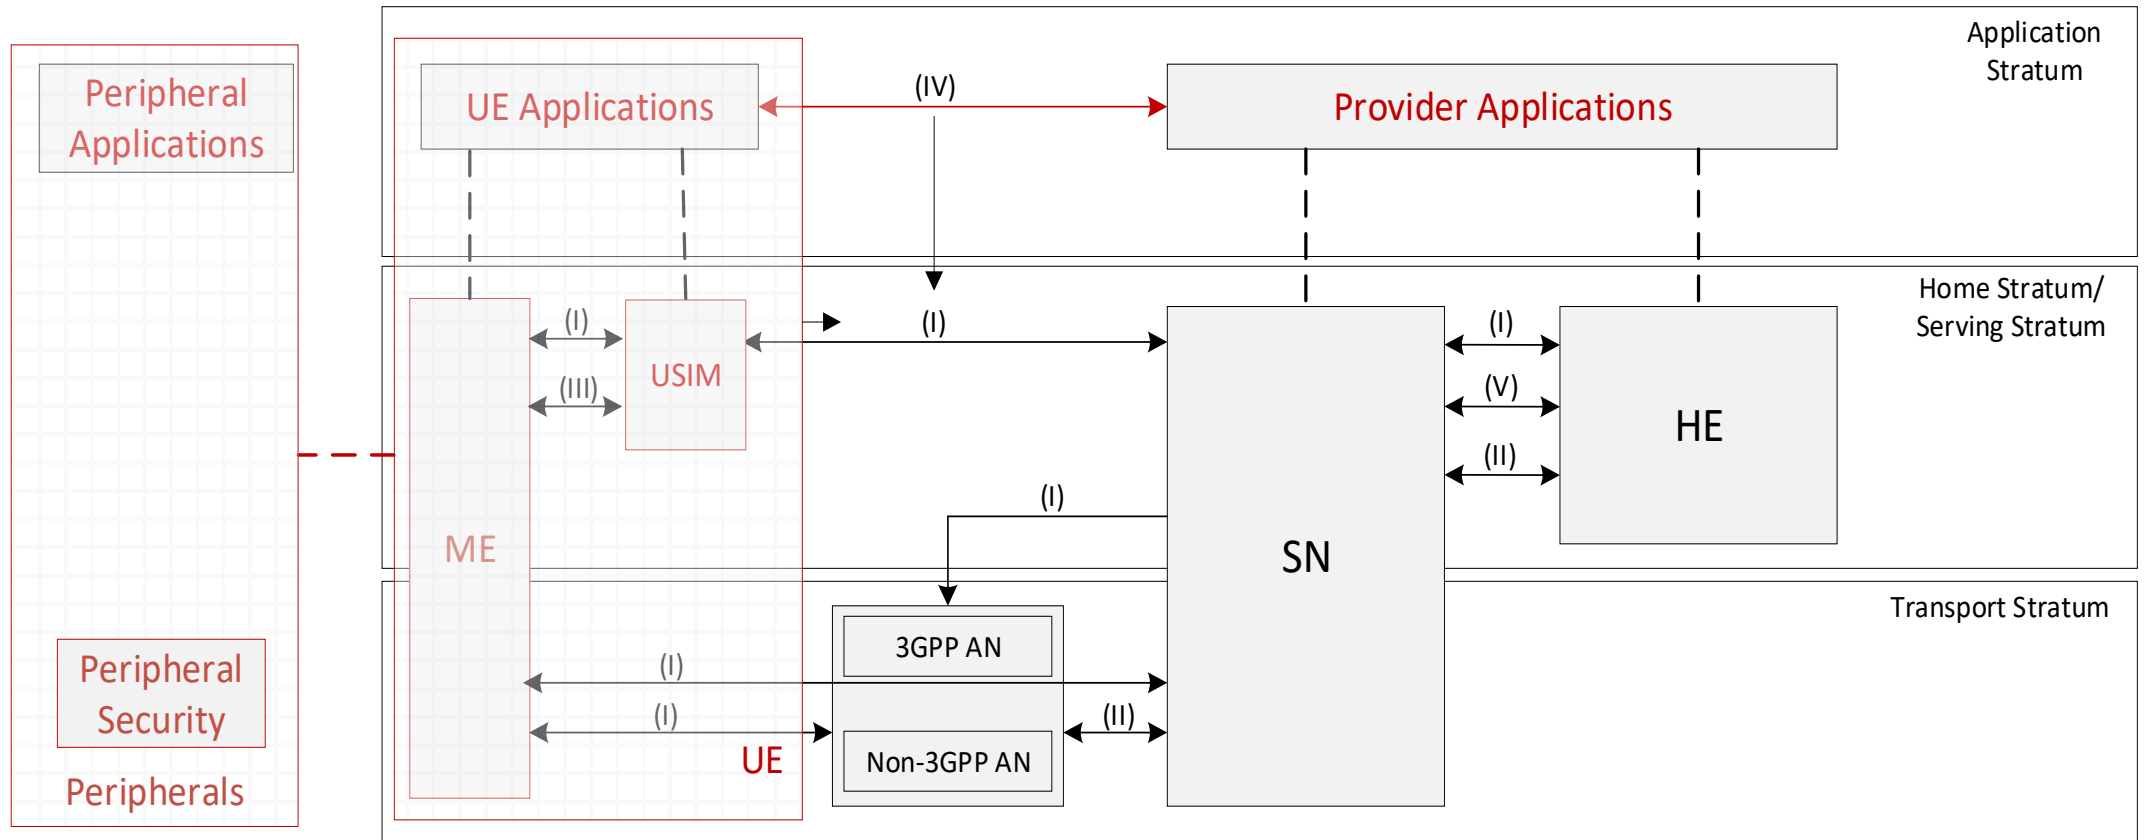 Application
Stratum
Peripheral
Applications
UE Applications
(IV)
Provider Applications
Home Stratum/
Serving Stratum
(I)
(I)
(I)
(III)
USIM
(V)
HE
(II)
(I)
ME
SN
Transport Stratum
3GPP AN
Peripheral
Security
(I)
(I)
(II)
UE
Non-3GPP AN
Peripherals